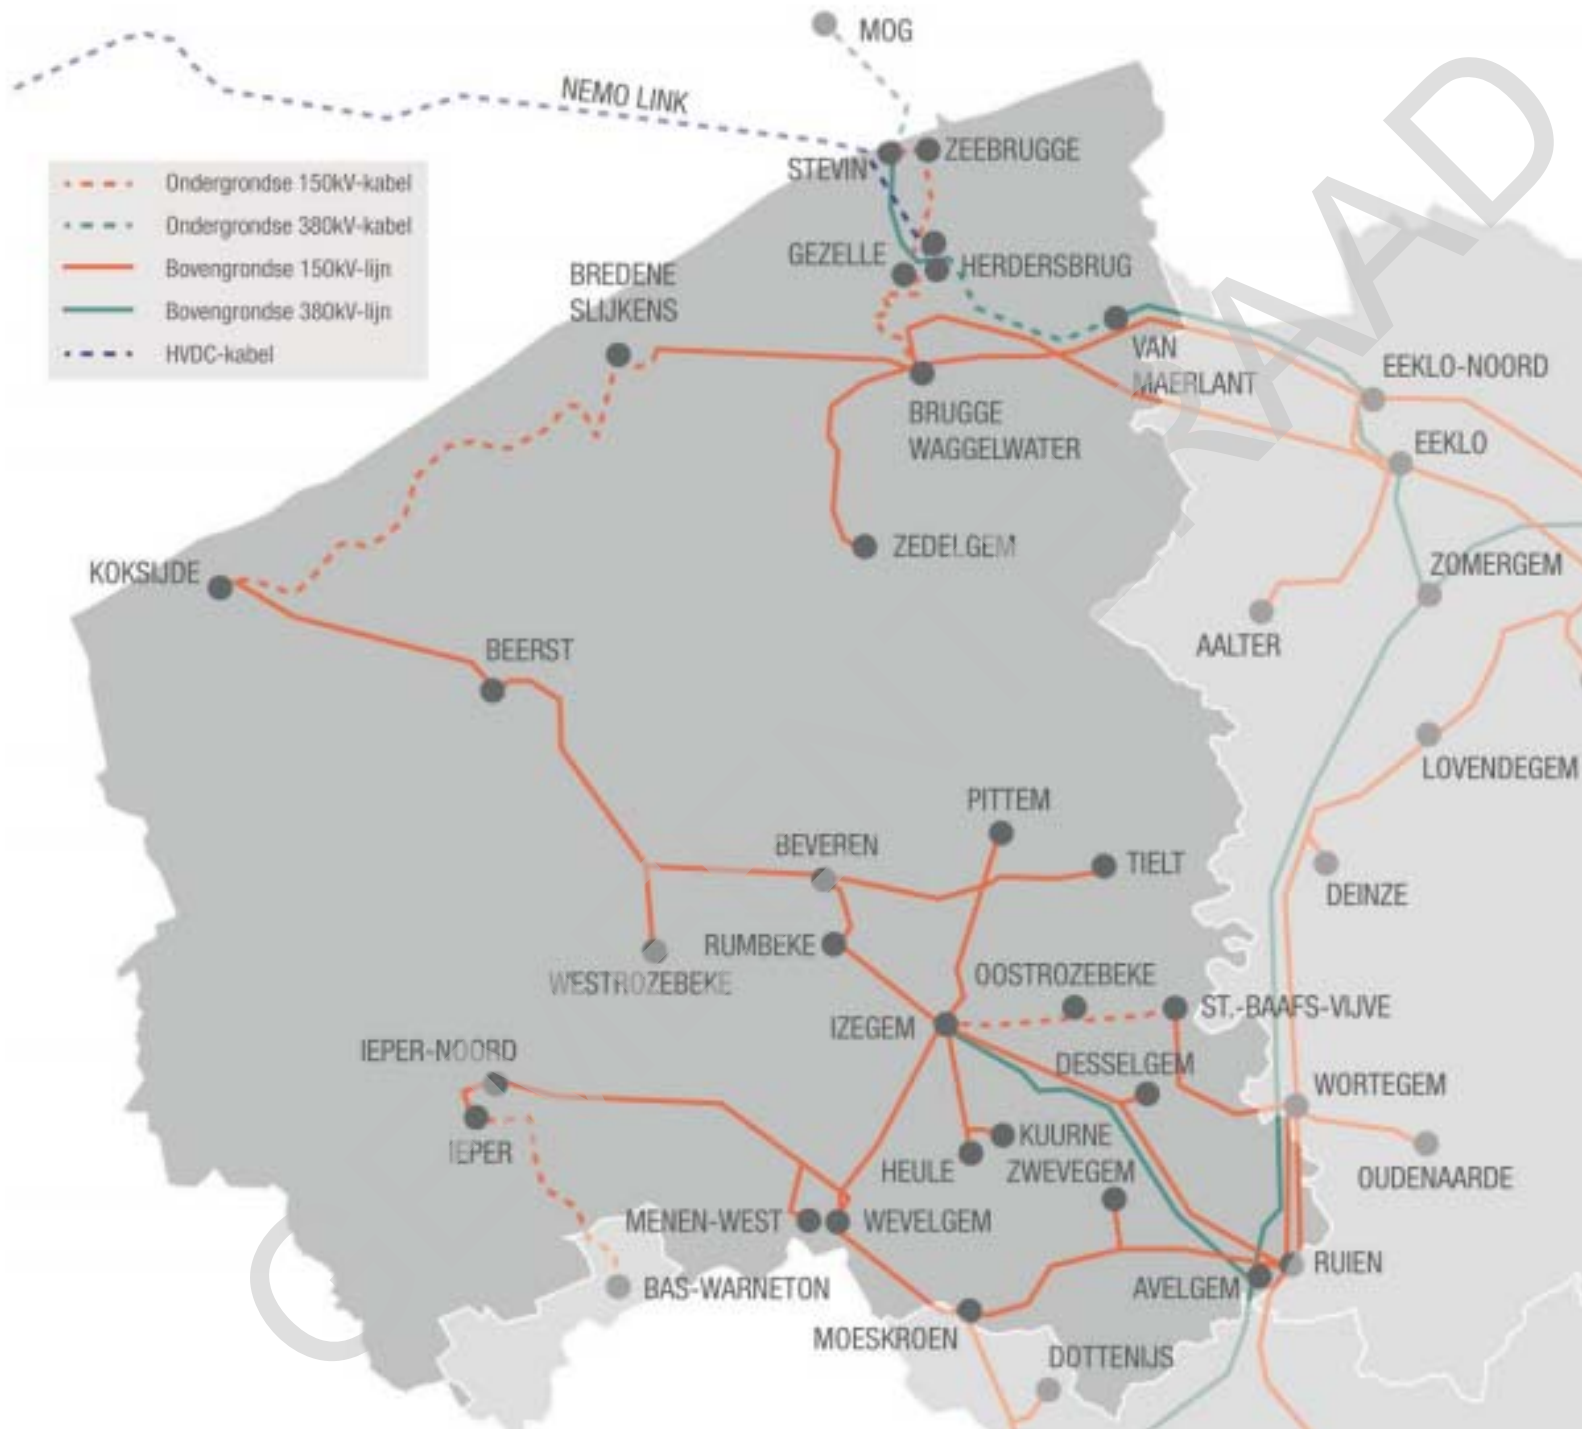 MOG
NEMO LINK
STEVIN
ZEEBRUGGE
Ondergrondse 150kV-kabel
Ondergrondse 380kV-kabel
Bovengrondse 150kV-lijn
Bovengrondse 380kV-lijn
HVDC-kabel
GEZELLE
HERDERSBRUG
BREDENE
SLIJKENS
VAN
MAERLANT
EEKLO-NOORD
BRUGGE
WAGGELWATER
EEKLO
ZEDELGEM
KOKSIJDE
ZOMERGEM
AALTER
BEERST
LOVENDEGEM
PITTEM
BEVEREN
TIELT
DEINZE
RUMBEKE
WESTROZEBEKE
OOSTROZEBEKE
IZEGEM
ST.-BAAFS-VIJVE
IEPER-NOORD
DESSELGEM
WORTEGEM
IEPER
KUURNE
HEULE
ZWEVEGEM
OUDENAARDE
MENEN-WEST
WEVELGEM
RUIEN
BAS-WARNETON
AVELGEM
MOESKROEN
DOTTENIJS
GEMEENTERAAD